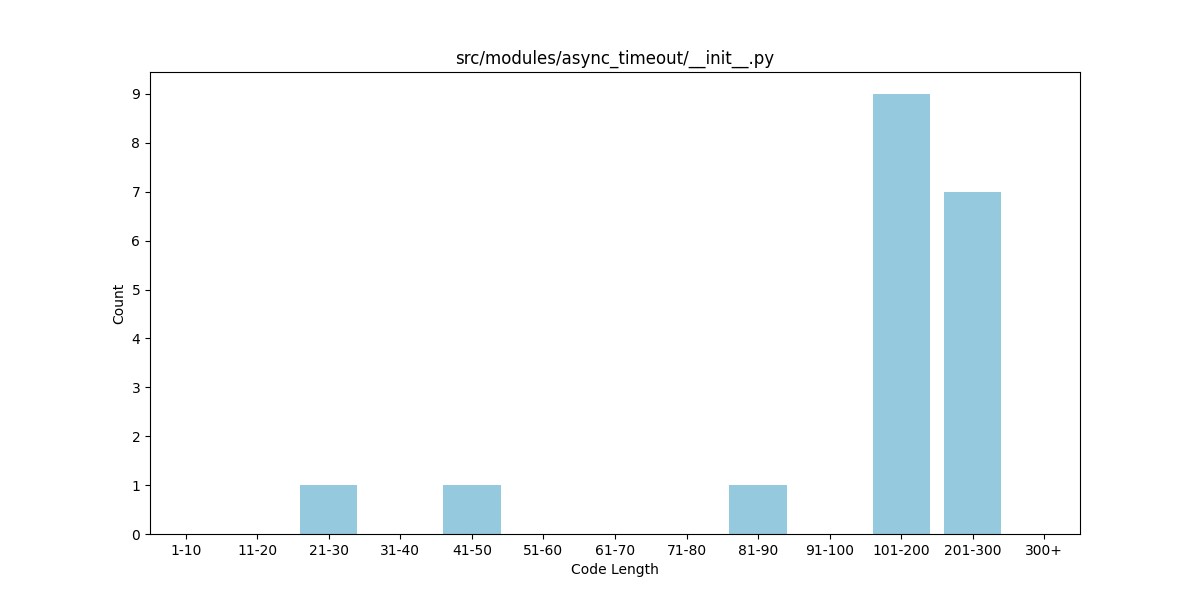 src/modules/async_timeout/__init__.py
9
8
7
6
5
4
3
2
1
0
Count
1-10 11-20 21-30 31-40 41-50 51-60 61-70 71-80 81-90 91-100 101-200 201-300 300+
Code Length